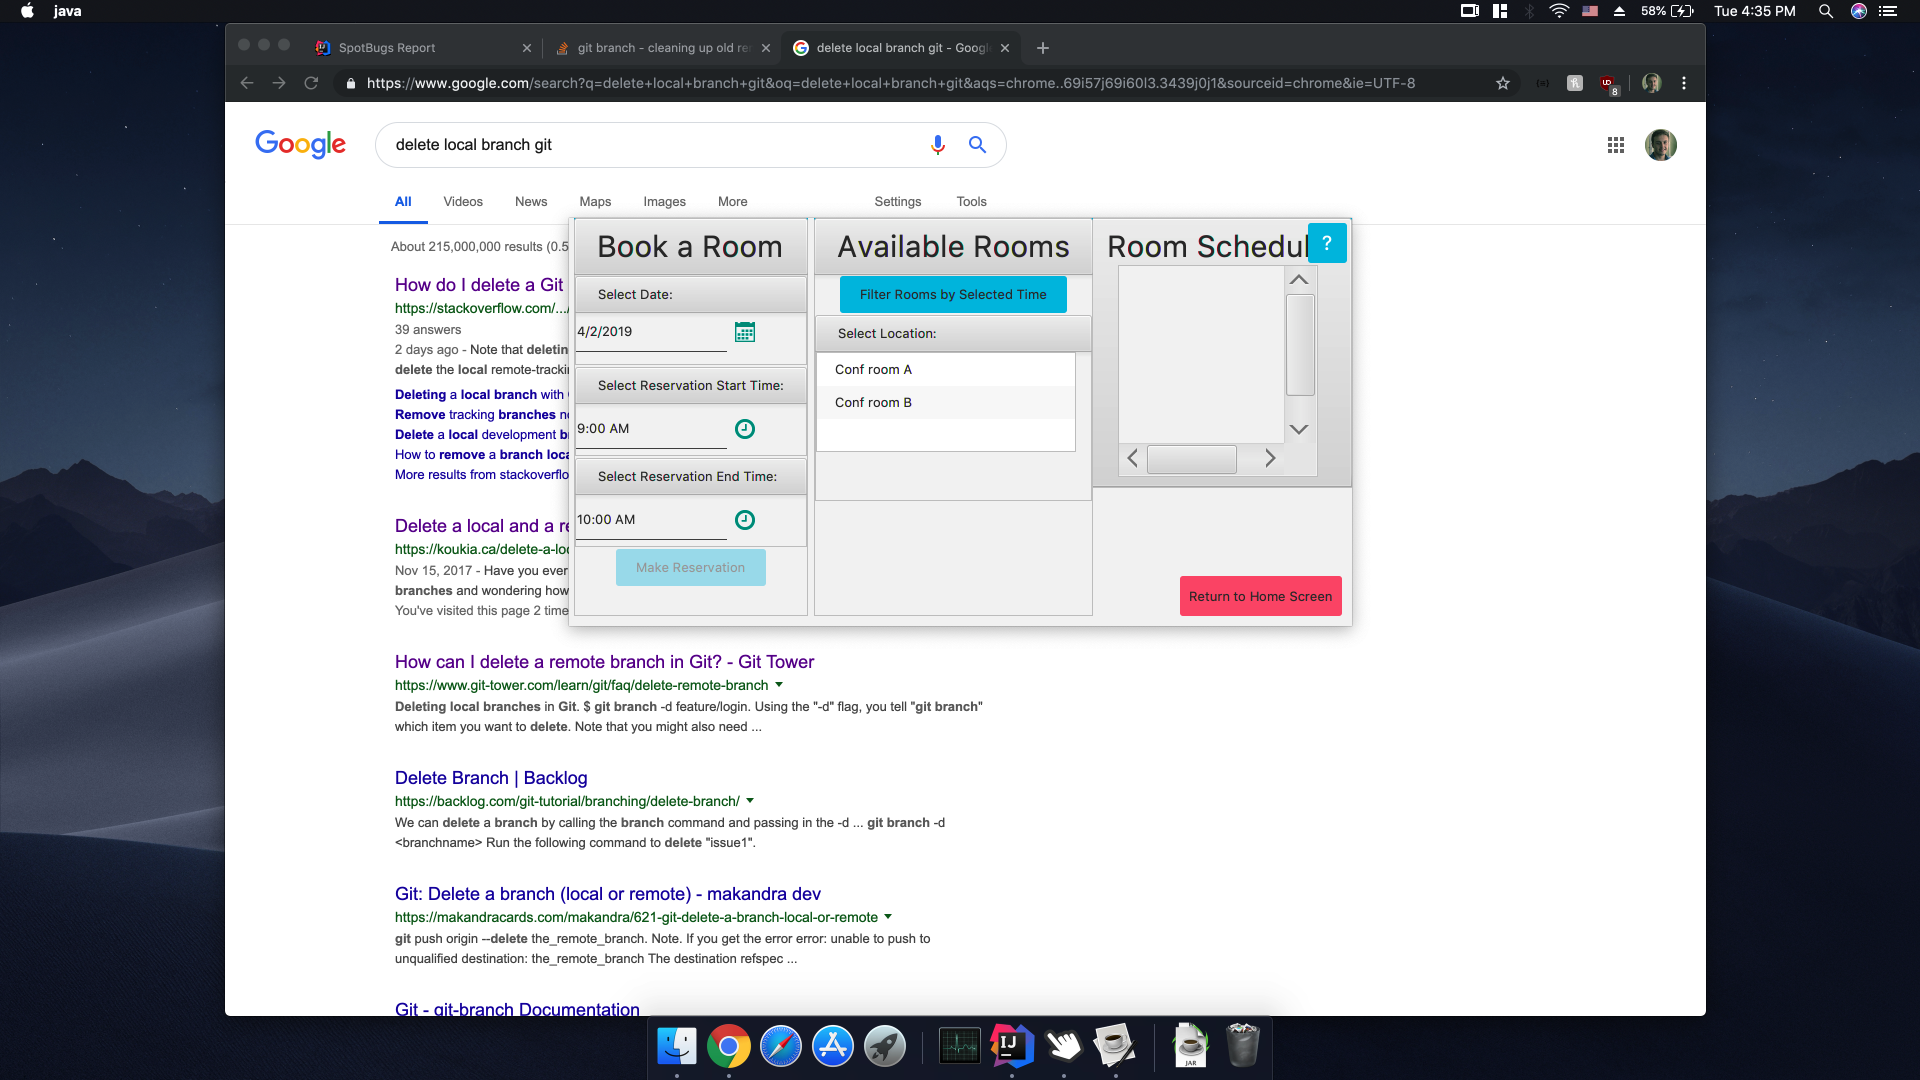 java
58%
Tue 4:35 PM
SpotBugs Report
git branch - cleaning up old re
delete local branch git - Google
https://www.google.com/search?q=delete+local+branch+git&oq=delete+local+branch+git&aqs=chrome..69i57j69i60l3.3439j0j1&sourceid=chrome&ie=UTF-8
8
Google
delete local branch git
All
Videos
News
Maps
Images
More
Settings
Tools
About 215,000,000 results (0.5
How do I delete a Git
https://stackoverflow.com/.../
39 answers
2 days ago - Note that deletin
delete the local remote-tracki
Deleting a local branch with
Remove tracking branches no
Delete a local development b
How to remove a branch loca
More results from stackoverflo
Delete a local and a re
https://koukia.ca/delete-a-loc
Nov 15, 2017 - Have you ever
branches and wondering how
You've visited this page 2 time
Book a Room
Select Date:
4/2/2019
Select Reservation Start Time:
9:00 AM
Select Reservation End Time:
10:00 AM
Make Reservation
Available Rooms
Filter Rooms by Selected Time
Select Location:
Conf room A
Conf room B
Room Schedul
?
Return to Home Screen
How can I delete a remote branch in Git? - Git Tower
https://www.git-tower.com/learn/git/faq/delete-remote-branch
Deleting local branches in Git. $ git branch -d feature/login. Using the "-d" flag, you tell "git branch"
which item you want to delete. Note that you might also need ...
Delete Branch | Backlog
https://backlog.com/git-tutorial/branching/delete-branch/
We can delete a branch by calling the branch command and passing in the -d ... git branch -d
<branchname> Run the following command to delete "issue1".
Git: Delete a branch (local or remote) - makandra dev
https://makandracards.com/makandra/621-git-delete-a-branch-local-or-remote
git push origin --delete the_remote_branch. Note. If you get the error error: unable to push to
unqualified destination: the_remote_branch The destination refspec ...
Git - git-branch Documentation
IJ
JAR